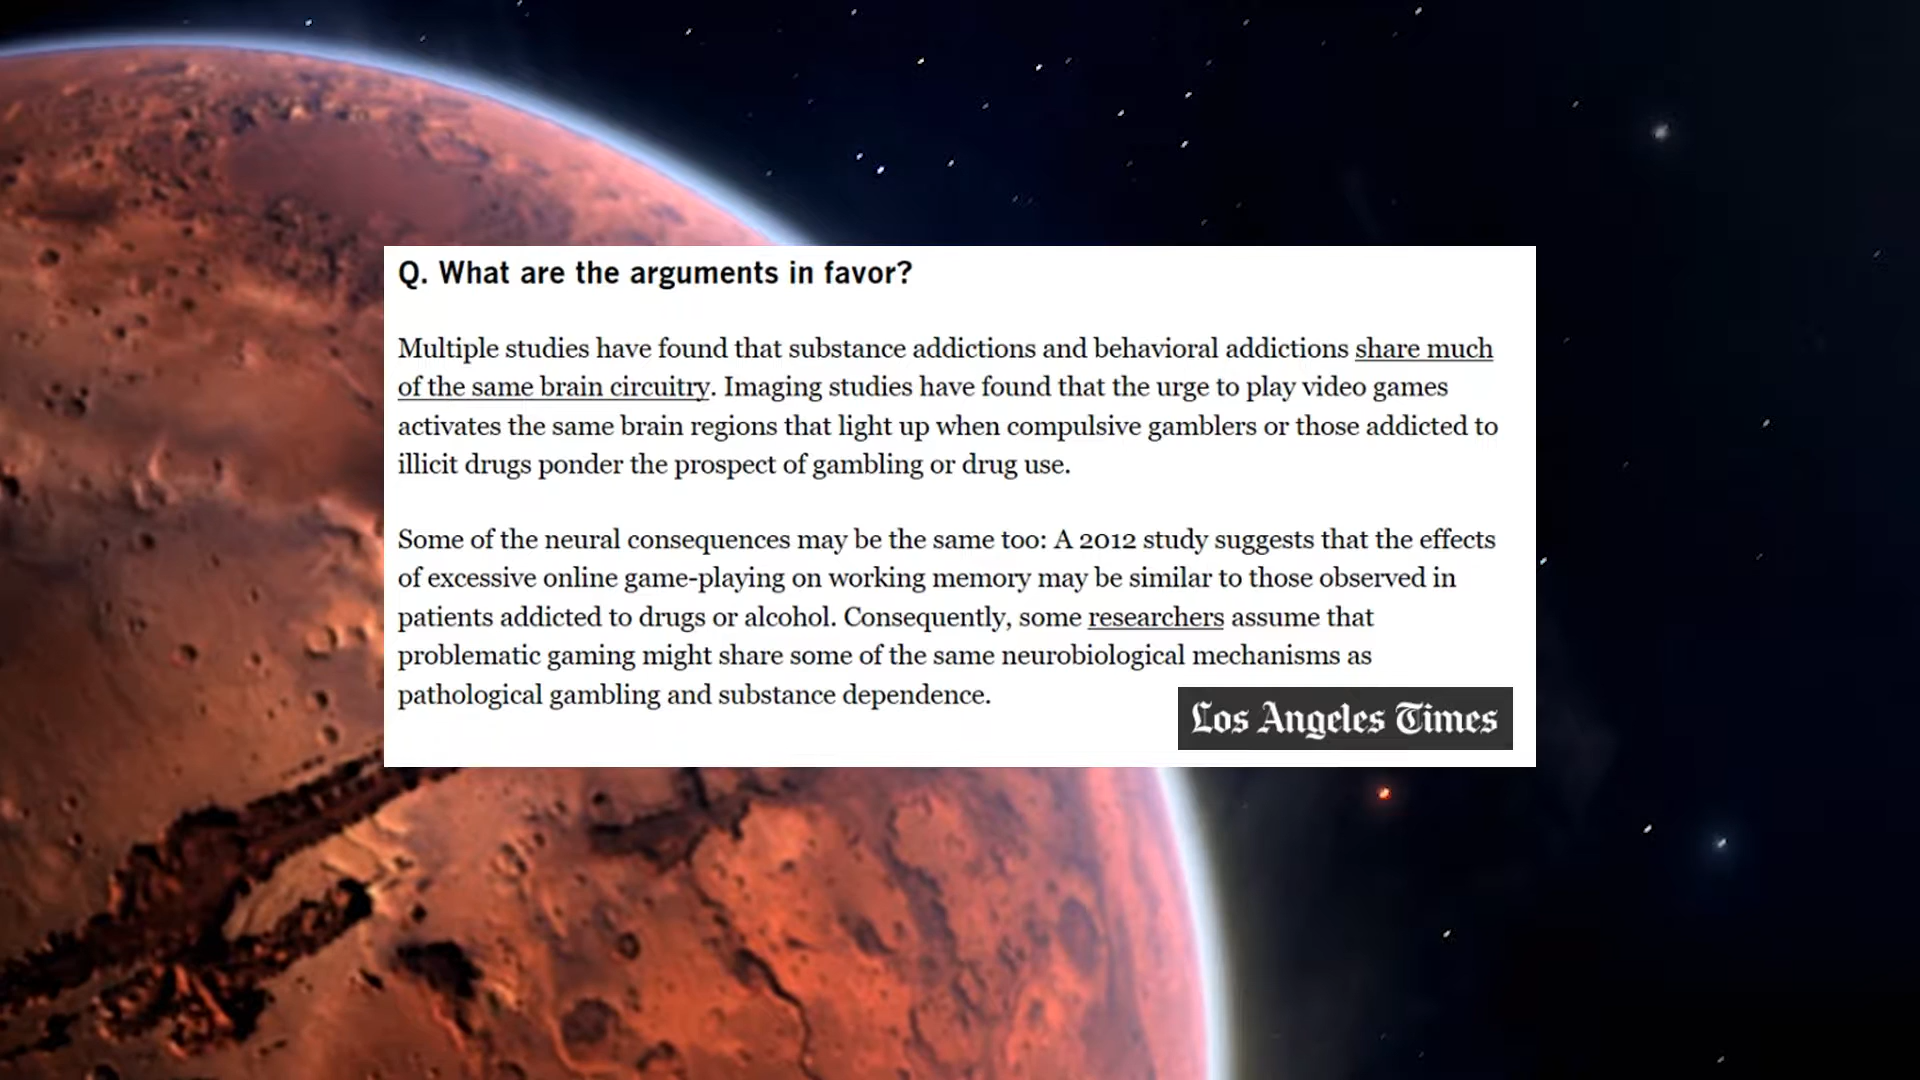 Q. What are the arguments in favor?
Multiple studies have found that substance addictions and behavioral addictions share much
of the same brain circuitry. Imaging studies have found that the urge to play video games
activates the same brain regions that light up when compulsive gamblers or those addicted to
illicit drugs ponder the prospect of gambling or drug use.
Some of the neural consequences may be the same too: A 2012 study suggests that the effects
of excessive online game-playing on working memory may be similar to those observed in
patients addicted to drugs or alcohol. Consequently, some researchers assume that
problematic gaming might share some of the same neurobiological mechanisms as
pathological gambling and substance dependence.
Los Angeles Times